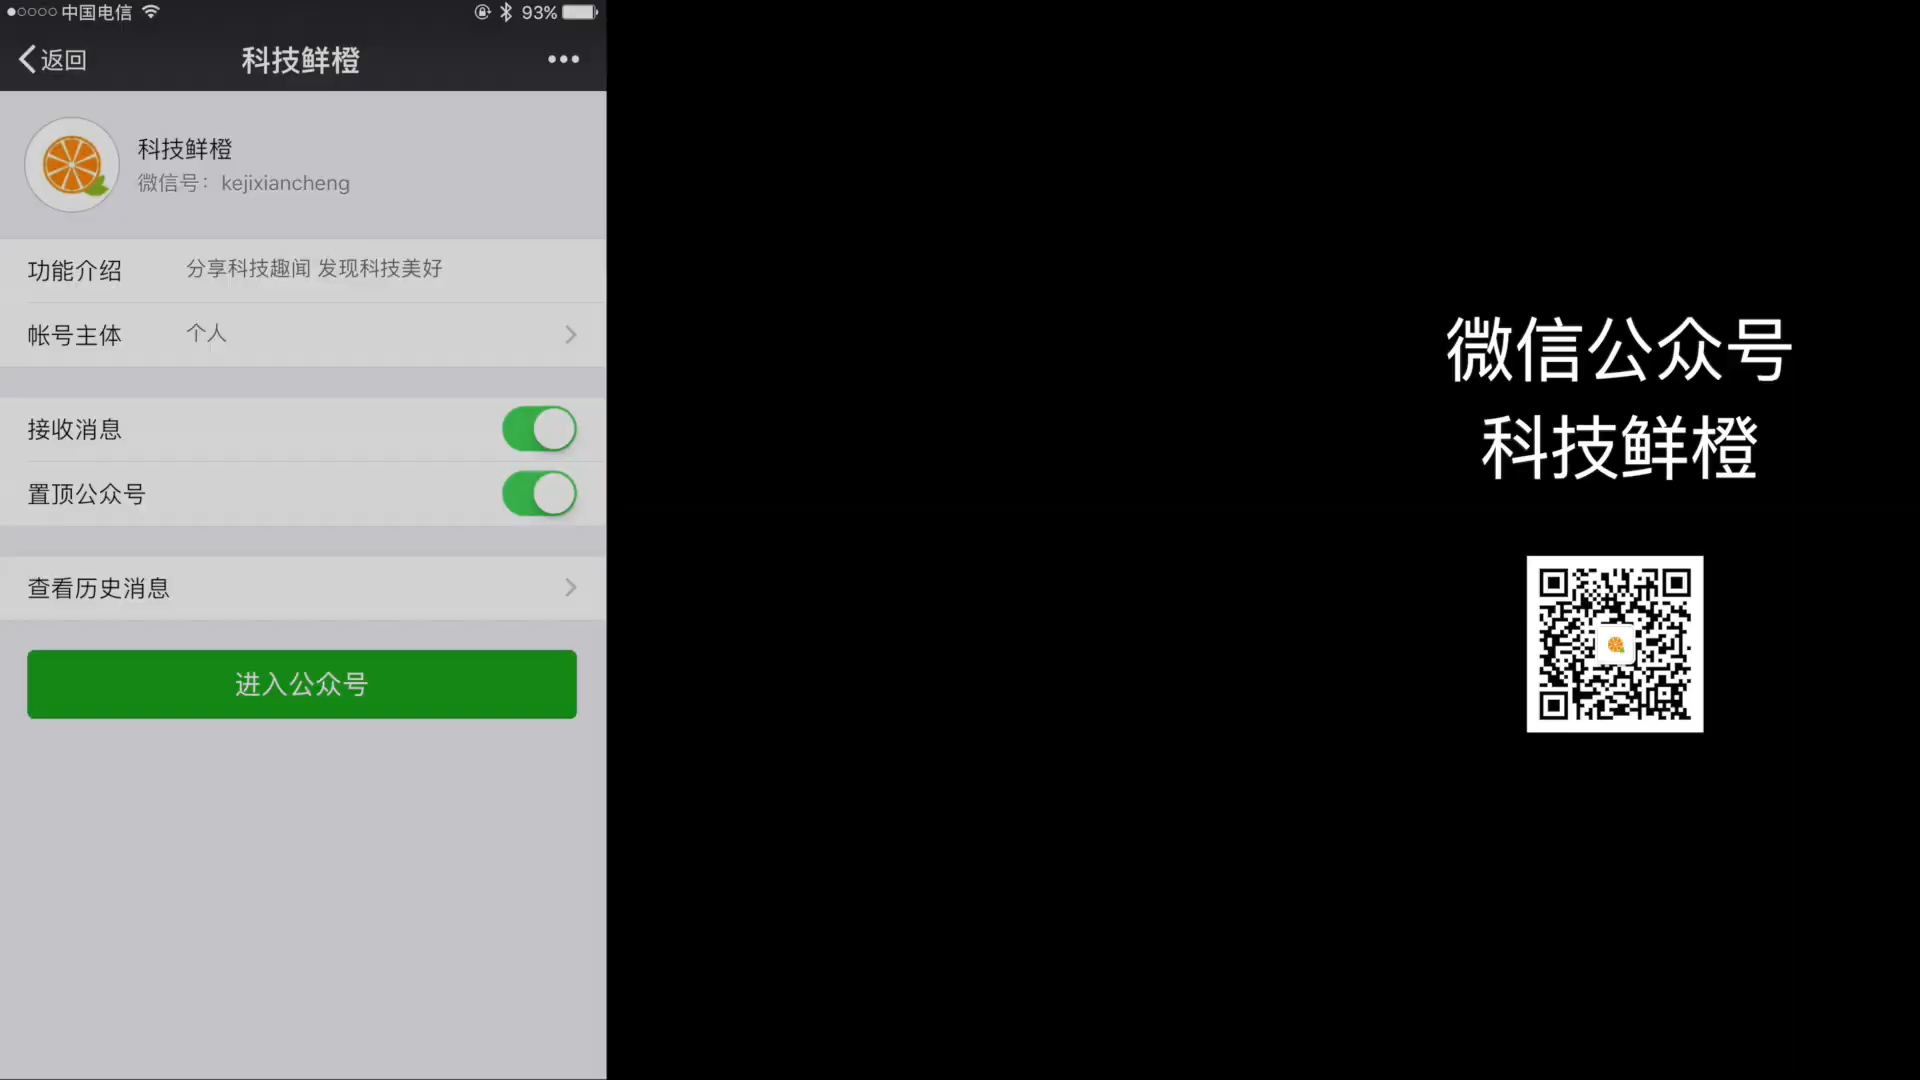 中国电信
93%
返回
科技鲜橙
科技鲜橙
微信号：kejixiancheng
功能介绍
分享科技趣闻 发现科技美好
帐号主体
个人
接收消息
置顶公众号
查看历史消息
进入公众号
微信公众号
科技鲜橙